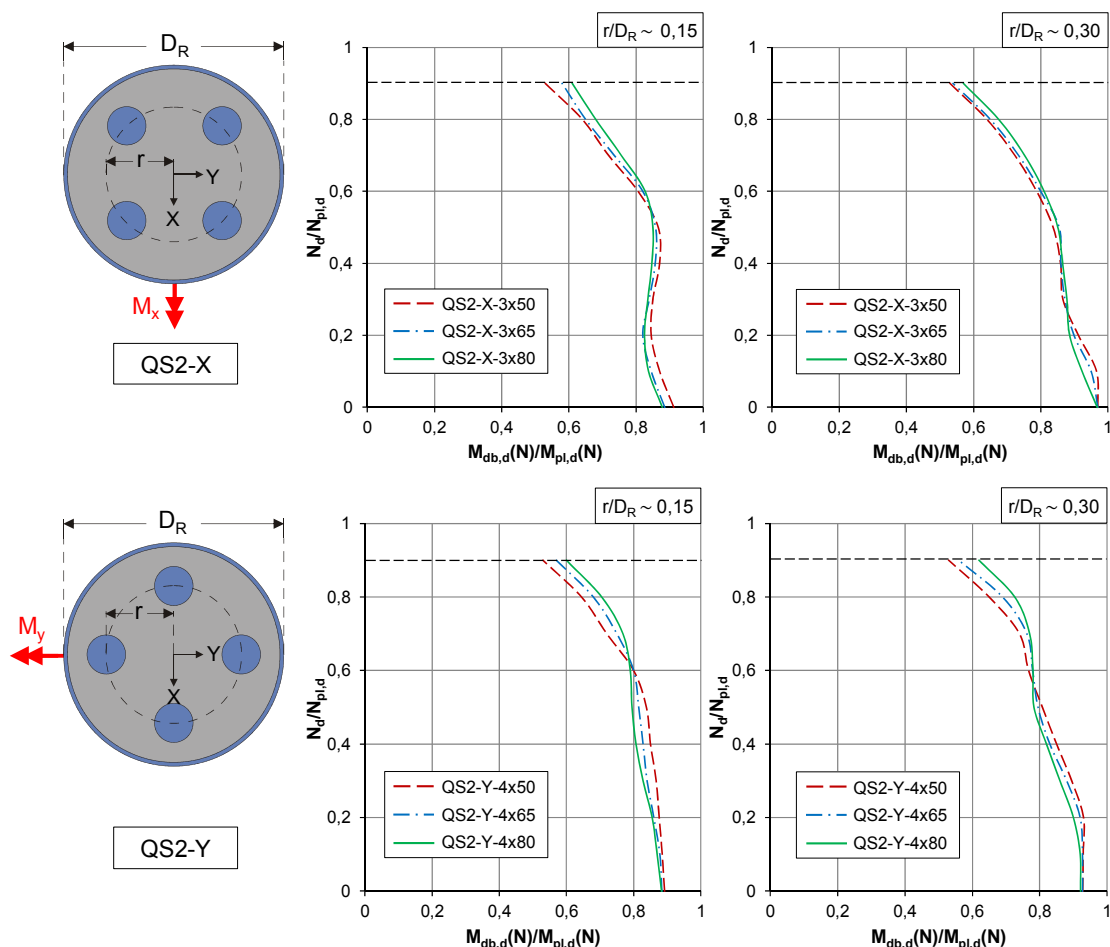 D_R
r
Y
X
M_x
QS2-X
r/D_R ~ 0,15
N_d/N_pl,d
1
0,8
0,6
0,4
0,2
0
QS2-X-3x50
QS2-X-3x65
QS2-X-3x80
0 0,2 0,4 0,6 0,8 1
M_db,d(N)/M_pl,d(N)
r/D_R ~ 0,30
N_d/N_pl,d
1
0,8
0,6
0,4
0,2
0
QS2-X-3x50
QS2-X-3x65
QS2-X-3x80
0 0,2 0,4 0,6 0,8 1
M_db,d(N)/M_pl,d(N)
D_R
r
M_y
Y
X
QS2-Y
r/D_R ~ 0,15
N_d/N_pl,d
1
0,8
0,6
0,4
0,2
0
QS2-Y-4x50
QS2-Y-4x65
QS2-Y-4x80
0 0,2 0,4 0,6 0,8 1
M_db,d(N)/M_pl,d(N)
r/D_R ~ 0,30
N_d/N_pl,d
1
0,8
0,6
0,4
0,2
0
QS2-Y-4x50
QS2-Y-4x65
QS2-Y-4x80
0 0,2 0,4 0,6 0,8 1
M_db,d(N)/M_pl,d(N)